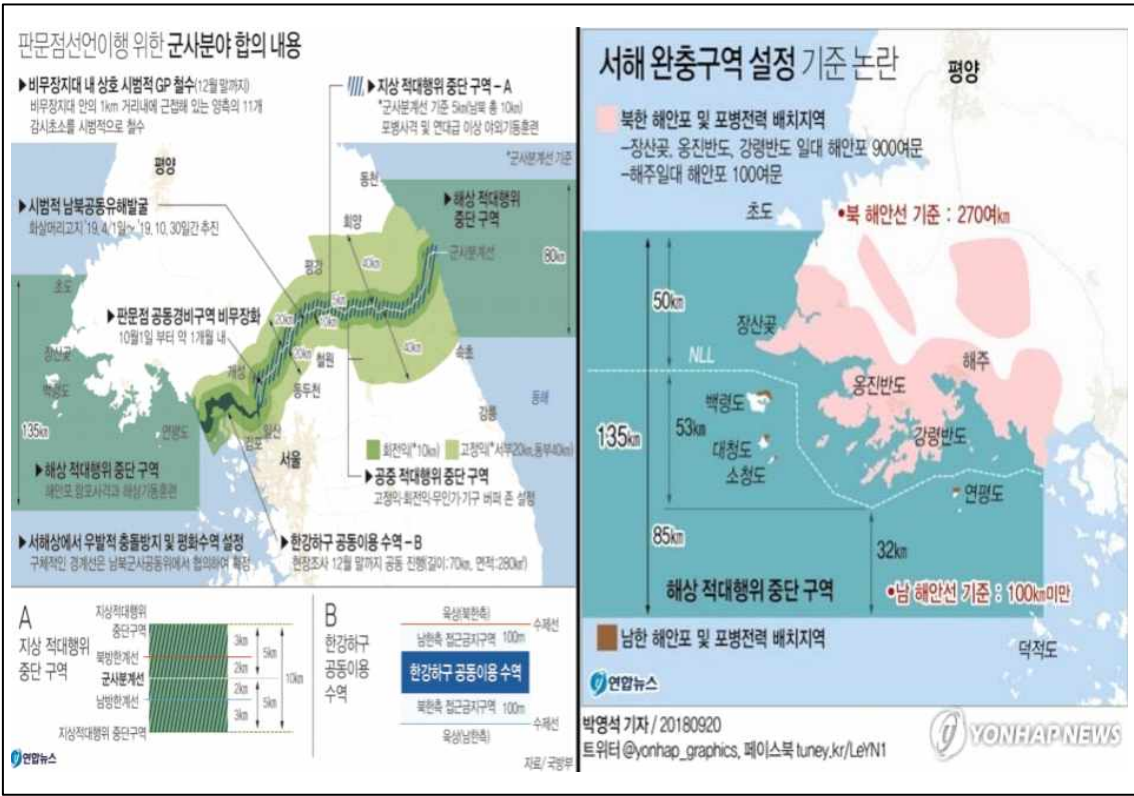 판문점선언이행 위한 군사분야 합의 내용
▶비무장지대 내 상호 시범적 GP 철수(12월 말까지)
비무장지대 안의 1km 거리내에 근접해 있는 양측의 11개
감시초소를 시범적으로 철수
▶지상 적대행위 중단 구역 – A
*군사분계선 기준 5km(남북 총 10km)
포병사격 및 연대급 이상 야외기동훈련
*군사분계선 기준
평양
▶시범적 남북공동유해발굴
화살머리고지 '19. 4. 1일~ '19. 10. 30일간 추진
통천
회양
평강
▶해상 적대행위
중단 구역
군사분계선
80km
40km
5km
10km
20km
20km
40km
초도
▶판문점 공동경비구역 비무장화
10월1일 부터 약 1개월 내
장산곶
백령도
135km
연평도
개성
철원
동두천
속초
강릉
동해
김포
일산
서울
회전익(*10km)
고정익(*서부20km,동부40km)
▶해상 적대행위 중단 구역
해안포 함포사격과 해상기동훈련
▶공중 적대행위 중단 구역
고정익·회전익·무인기·기구 버퍼 존 설정
▶서해상에서 우발적 충돌방지 및 평화수역 설정
구체적인 경계선은 남북군사공동위에서 협의하여 확정
▶한강하구 공동이용 수역 – B
현장조사 12월 말까지 공동 진행(길이:70km, 면적:280㎢)
A
지상 적대행위
중단 구역
지상적대행위
중단구역
북방한계선
군사분계선
남방한계선
지상적대행위 중단구역
3km
2km
2km
3km
5km
5km
10km
B
한강하구
공동이용
수역
육상(북한측)
수제선
남한측 접근금지구역 100m
한강하구 공동이용 수역
북한측 접근금지구역 100m
수제선
육상(남한측)
연합뉴스
자료/ 국방부
서해 완충구역 설정 기준 논란
평양
북한 해안포 및 포병전력 배치지역
–장산곶, 옹진반도, 강령반도 일대 해안포 900여문
–해주일대 해안포 100여문
초도
•북 해안선 기준 : 270여km
50km
장산곶
NLL
해주
옹진반도
백령도
53km
135km
대청도
소청도
강령반도
연평도
85km
32km
해상 적대행위 중단 구역
•남 해안선 기준 : 100km미만
남한 해안포 및 포병전력 배치지역
덕적도
연합뉴스
박영석 기자 / 20180920
트위터 @yonhap_graphics, 페이스북 tuney.kr/LeYN1
YONHAP NEWS